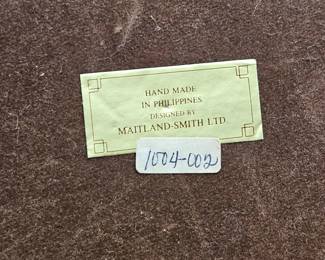 HAND MADE
IN PHILIPPINES
DESIGNED BY
MAITLAND-SMITH LTD.
1004-002